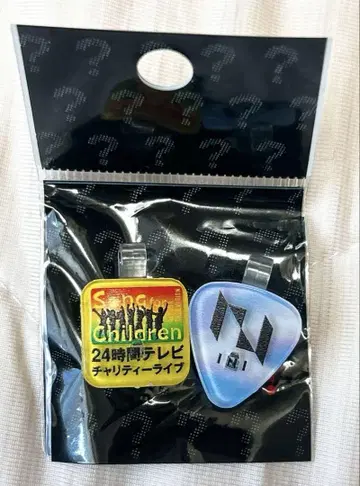 Song
Children
24時間テレビ
チャリティーライブ
INI